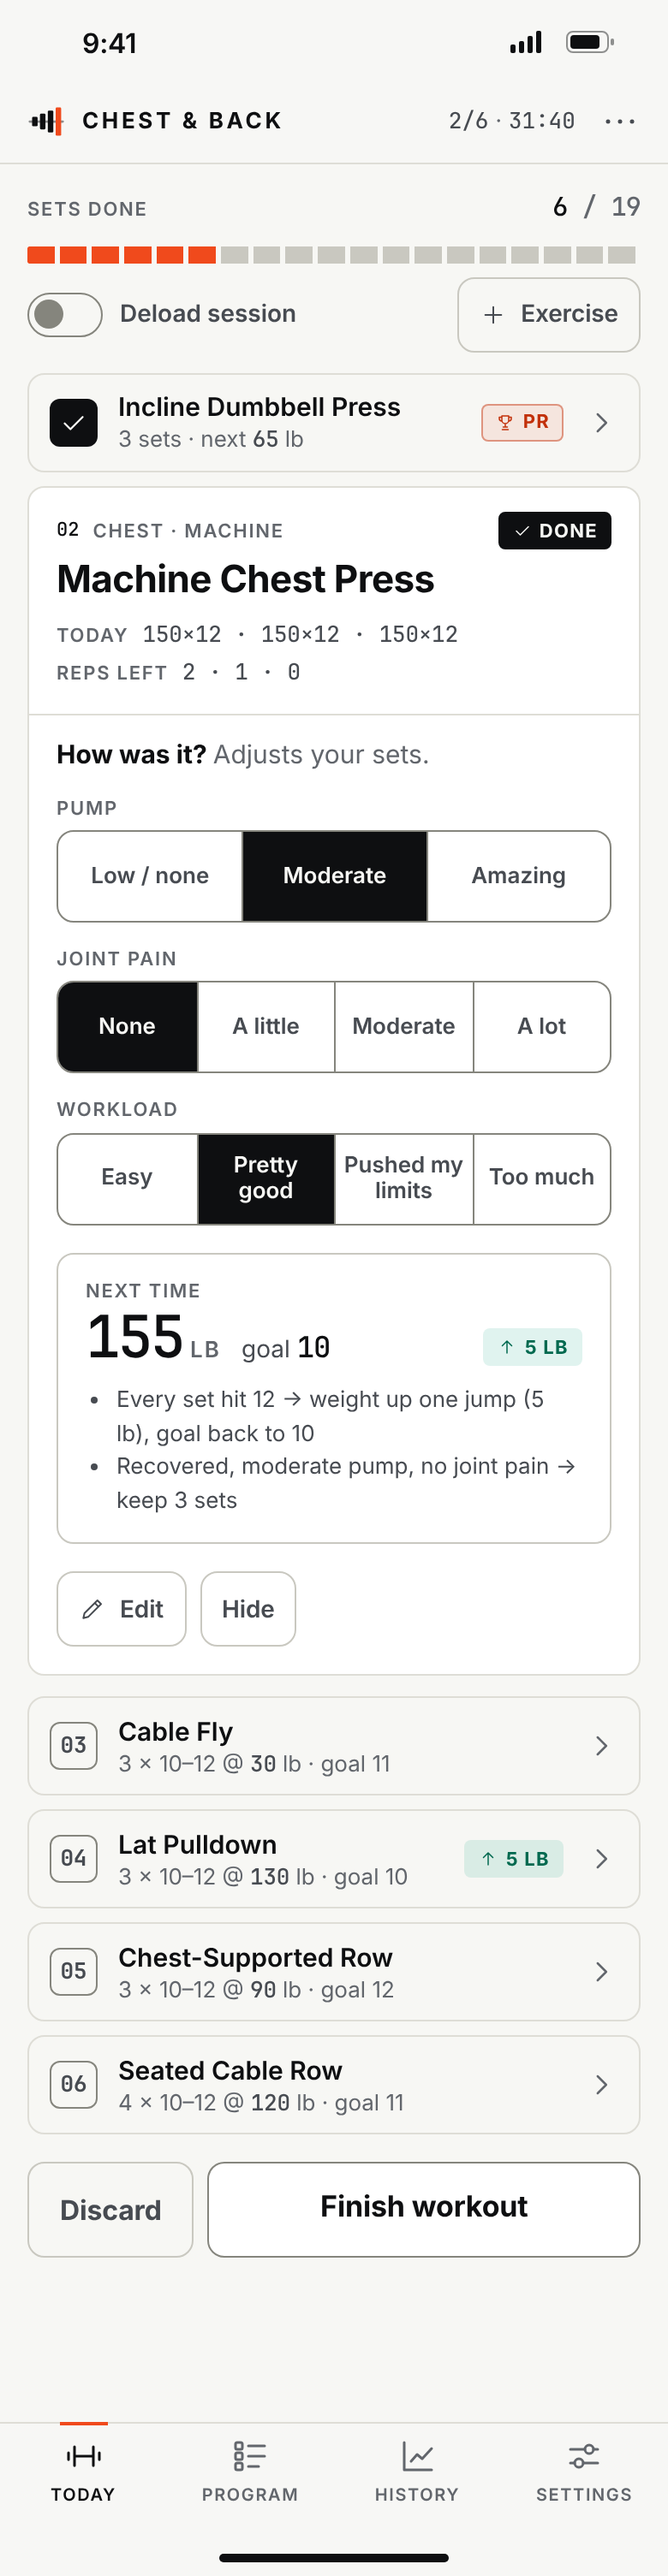 9:41
CHEST & BACK
2/6 · 31:40
SETS DONE
6 / 19
Deload session
Exercise
Incline Dumbbell Press
3 sets · next 65 lb
PR
02 CHEST · MACHINE
DONE
Machine Chest Press
TODAY 150×12 · 150×12 · 150×12
REPS LEFT 2 · 1 · 0
How was it? Adjusts your sets.
PUMP
Low / none
Moderate
Amazing
JOINT PAIN
None
A little
Moderate
A lot
WORKLOAD
Easy
Pretty
good
Pushed my
limits
Too much
NEXT TIME
155 LB goal 10
↑ 5 LB
• Every set hit 12 → weight up one jump (5
lb), goal back to 10
• Recovered, moderate pump, no joint pain →
keep 3 sets
Edit
Hide
03
Cable Fly
3 × 10–12 @ 30 lb · goal 11
04
Lat Pulldown
3 × 10–12 @ 130 lb · goal 10
↑ 5 LB
05
Chest-Supported Row
3 × 10–12 @ 90 lb · goal 12
06
Seated Cable Row
4 × 10–12 @ 120 lb · goal 11
Discard
Finish workout
TODAY
PROGRAM
HISTORY
SETTINGS